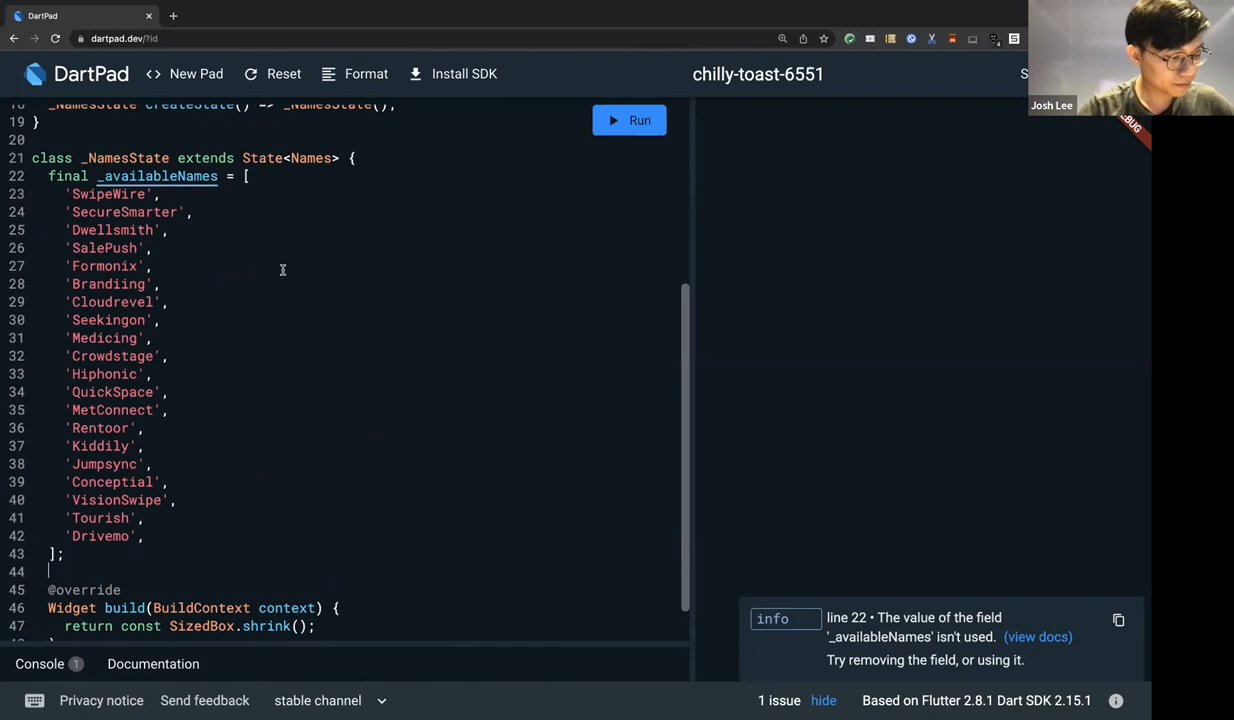 DartPad
dartpad.dev/?id
DartPad
New Pad
Reset
Format
Install SDK
chilly-toast-6551
S
Josh Lee
18 _NamesState createState() => _NamesState();
19 }
Run
20
21 class _NamesState extends State<Names> {
22 final _availableNames = [
23 'SwipeWire',
24 'SecureSmarter',
25 'Dwellsmith',
26 'SalePush',
27 'Formonix',
28 'Brandiing',
29 'Cloudrevel',
30 'Seekingon',
31 'Medicing',
32 'Crowdstage',
33 'Hiphonic',
34 'QuickSpace',
35 'MetConnect',
36 'Rentoor',
37 'Kiddily',
38 'Jumpsync',
39 'Conceptial',
40 'VisionSwipe',
41 'Tourish',
42 'Drivemo',
43 ];
44
45 @override
46 Widget build(BuildContext context) {
47 return const SizedBox.shrink();
info
line 22 • The value of the field
'_availableNames' isn't used. (view docs)
Try removing the field, or using it.
Console 1
Documentation
Privacy notice
Send feedback
stable channel
1 issue
hide
Based on Flutter 2.8.1 Dart SDK 2.15.1